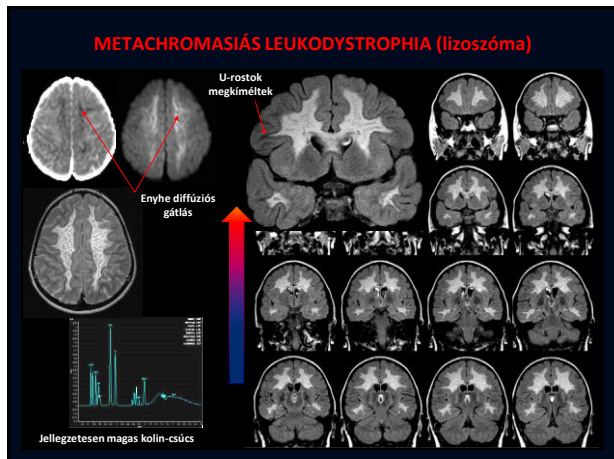 METACHROMASIÁS LEUKODYSTROPHIA (lizoszóma)
U-rostok
megkíméltek
Enyhe diffúziós
gátlás
Jellegzetesen magas kolin-csúcs